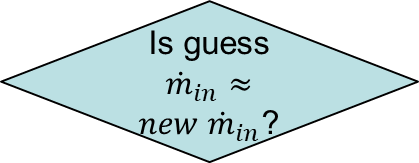 Is guess
ṁ_in ≈
new ṁ_in?